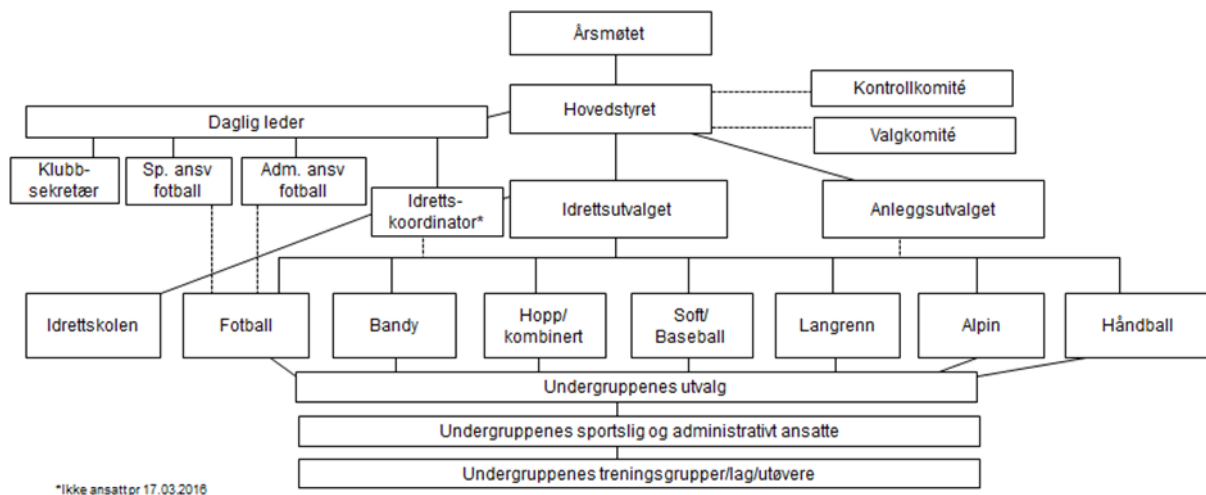 Årsmøtet
Hovedstyret
Kontrollkomité
Valgkomité
Daglig leder
Klubb-
sekretær
Sp. ansv
fotball
Adm. ansv
fotball
Idretts-
koordinator*
Idrettsutvalget
Anleggsutvalget
Idrettskolen
Fotball
Bandy
Hopp/
kombinert
Soft/
Baseball
Langrenn
Alpin
Håndball
Undergruppenes utvalg
Undergruppenes sportslig og administrativt ansatte
Undergruppenes treningsgrupper/lag/utøvere
*Ikke ansatt pr 17.03.2016